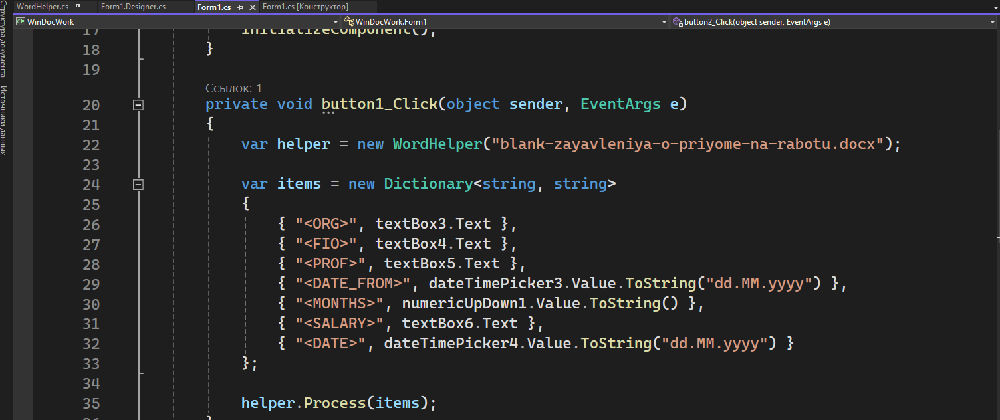 WordHelper.cs
Form1.Designer.cs
Form1.cs
Form1.cs [Конструктор]
WinDocWork
WinDocWork.Form1
button2_Click(object sender, EventArgs e)
Структура документа
Источники данных
17 InitializeComponent();
18 }
19
Ссылок: 1
20 private void button1_Click(object sender, EventArgs e)
21 {
22 var helper = new WordHelper("blank-zayavleniya-o-priyome-na-rabotu.docx");
23
24 var items = new Dictionary<string, string>
25 {
26 { "<ORG>", textBox3.Text },
27 { "<FIO>", textBox4.Text },
28 { "<PROF>", textBox5.Text },
29 { "<DATE_FROM>", dateTimePicker3.Value.ToString("dd.MM.yyyy") },
30 { "<MONTHS>", numericUpDown1.Value.ToString() },
31 { "<SALARY>", textBox6.Text },
32 { "<DATE>", dateTimePicker4.Value.ToString("dd.MM.yyyy") }
33 };
34
35 helper.Process(items);